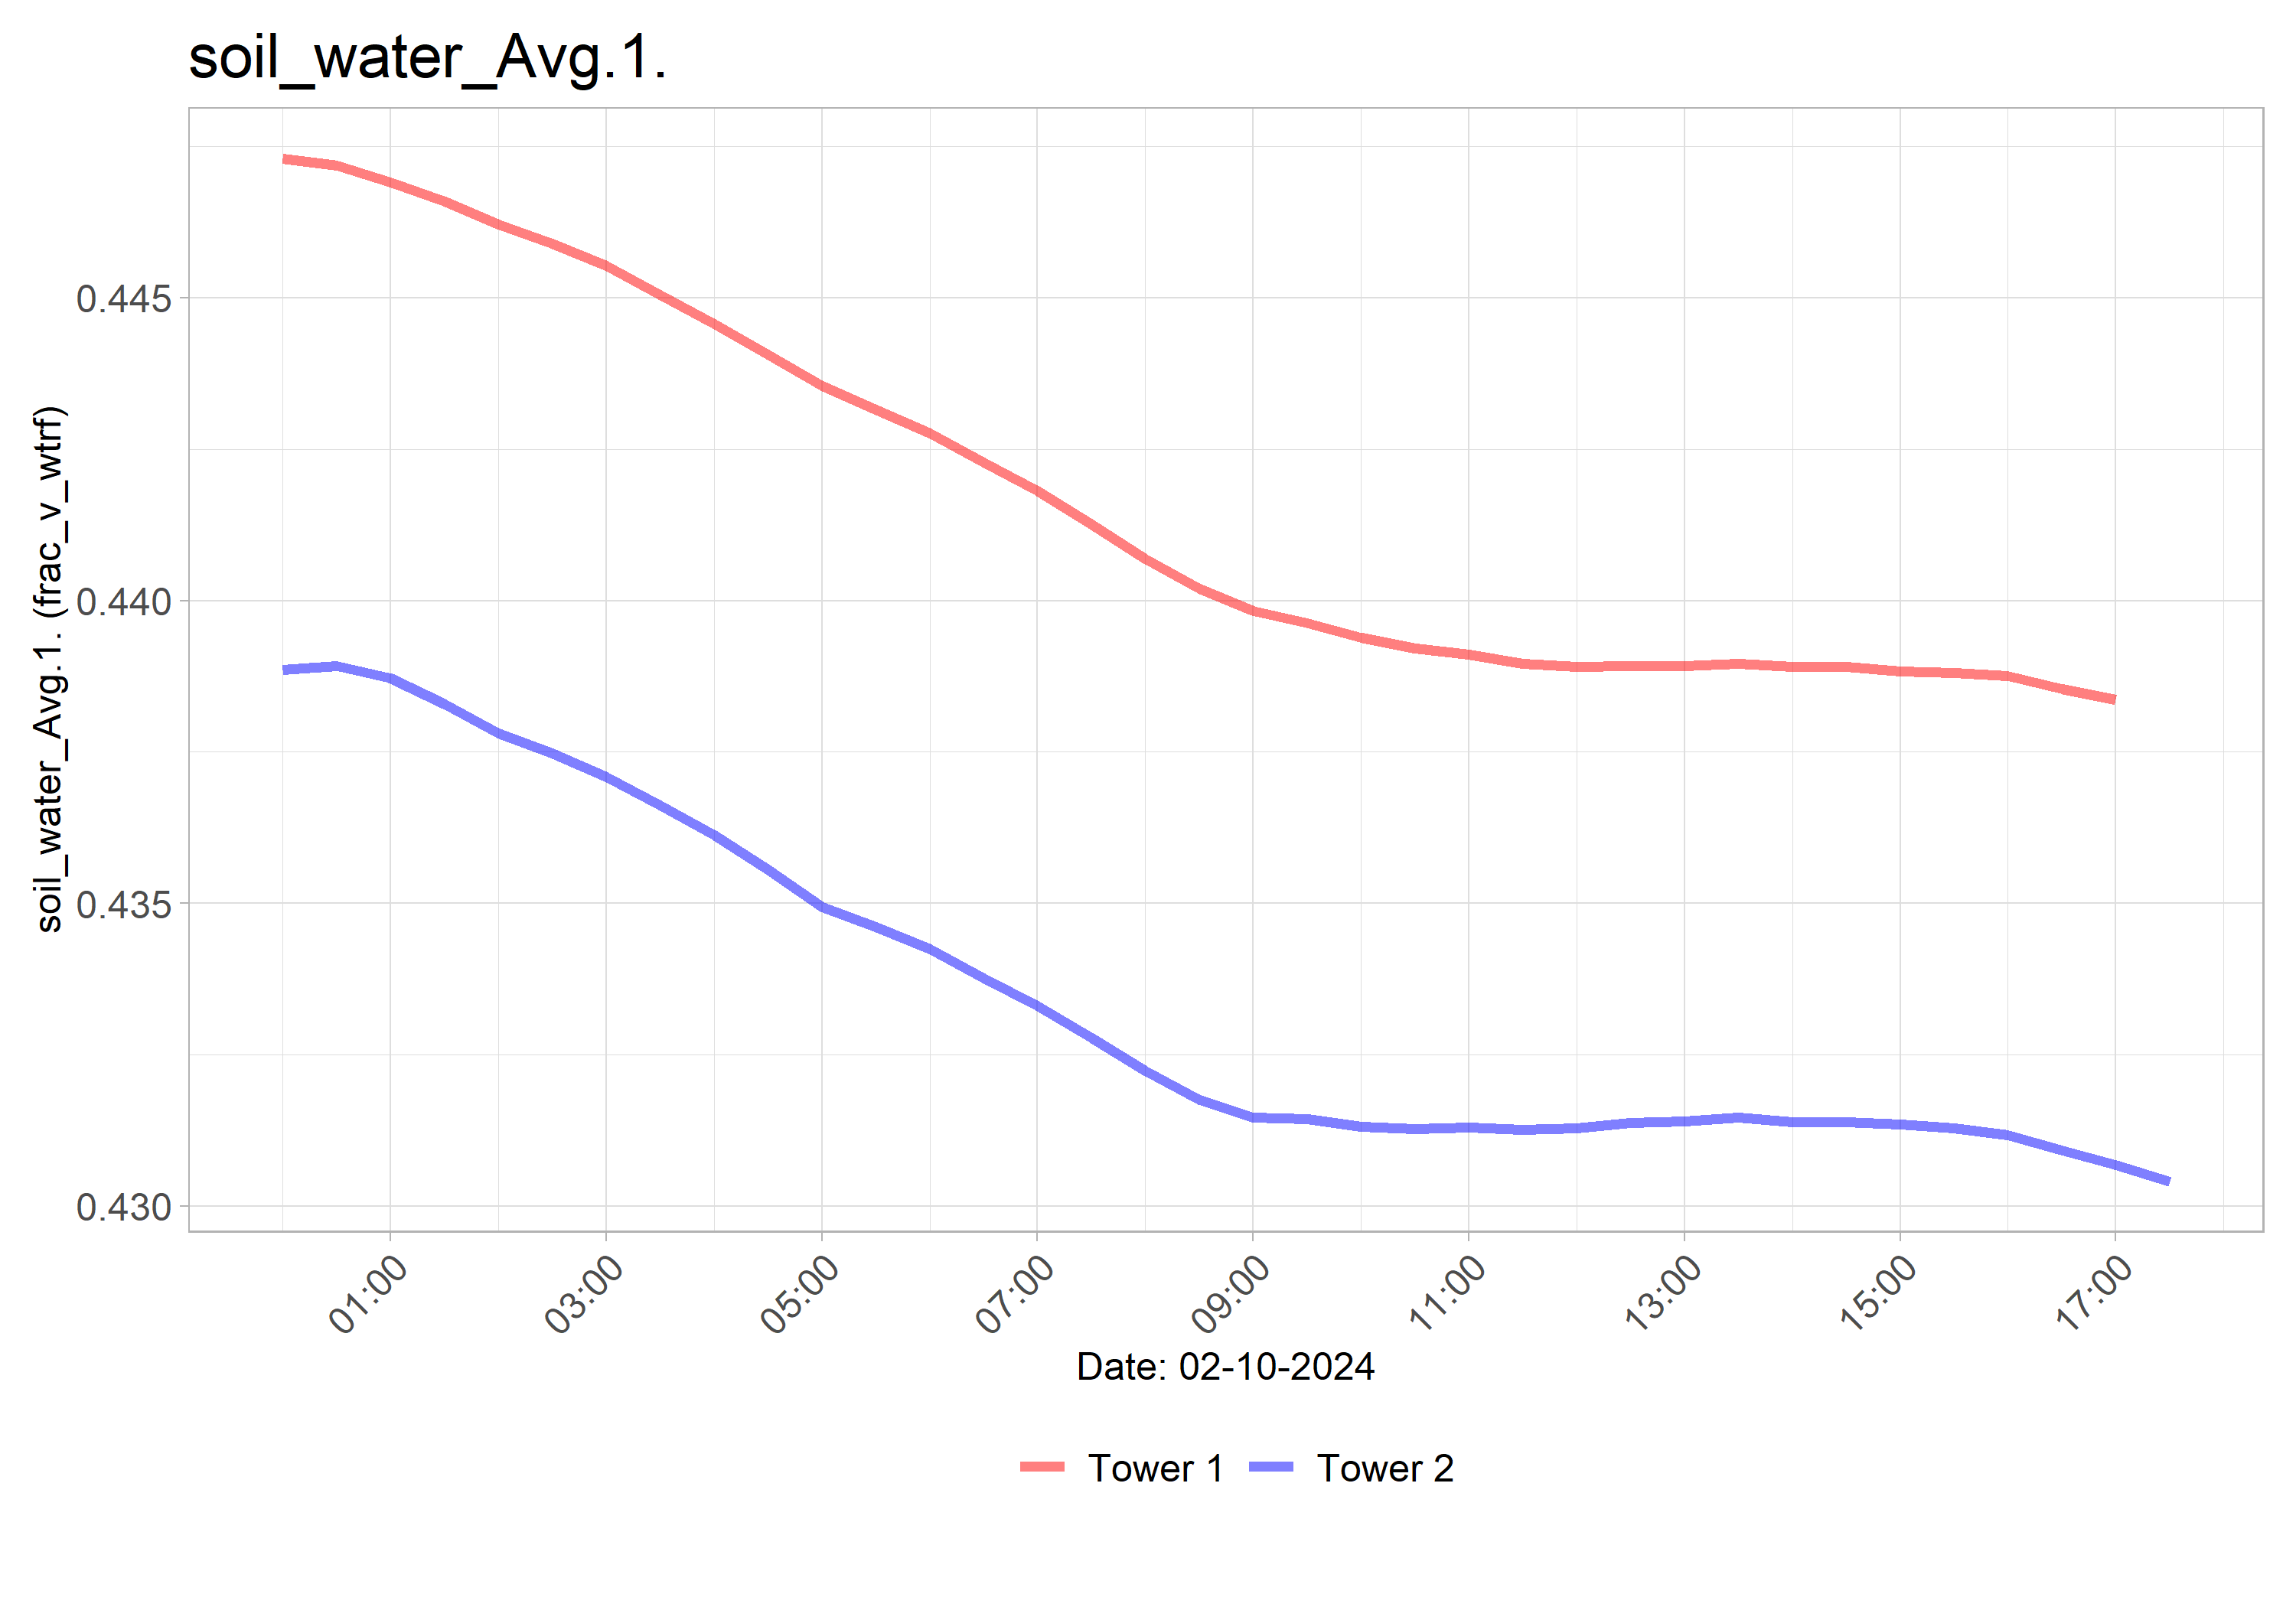 soil_water_Avg.1.
soil_water_Avg.1. (frac_v_wtrf)
0.445
0.440
0.435
0.430
01:00
03:00
05:00
07:00
09:00
11:00
13:00
15:00
17:00
Date: 02-10-2024
Tower 1
Tower 2